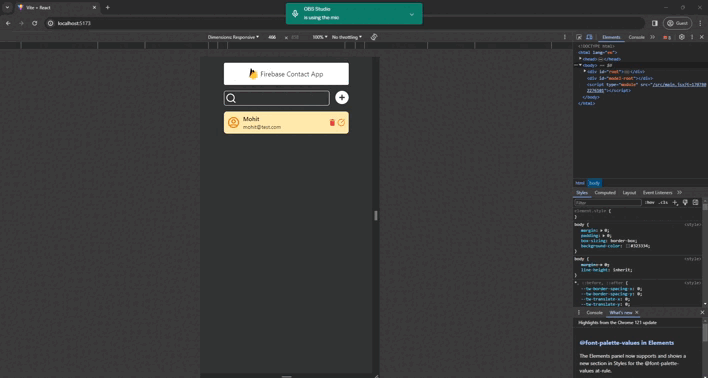 Vibe + React
OBS Studio
is using the mic
localhost:5173
Guest
Dimensions: Responsive
466
100%
No throttling
Elements
Console
Firebase Contact App
Mohit
mohit@test.com
<!DOCTYPE html>
<html lang="en">
<head>
<body> == $0
<div id="root">
</div>
<div id="modal-root"></div>
<script type="module" src="/src/main.jsx?t=
"></script>
</body>
</html>
html
body
Styles
Computed
Layout
Event Listeners
Filter
:hov
.cls
element.style {
}
body {
<style>
margin: 0;
padding: 0;
box-sizing: border-box;
background-color: #323334;
}
body {
<style>
margin: 0;
line-height: inherit;
}
*, ::before, ::after {
<style>
--tw-border-spacing-x: 0;
--tw-border-spacing-y: 0;
--tw-translate-x: 0;
--tw-translate-y: 0;
Console
What's new
Highlights from the Chrome 121 update
@font-palette-values in Elements
The Elements panel now supports and shows a
new section in Styles for the @font-palette-
values at-rule.